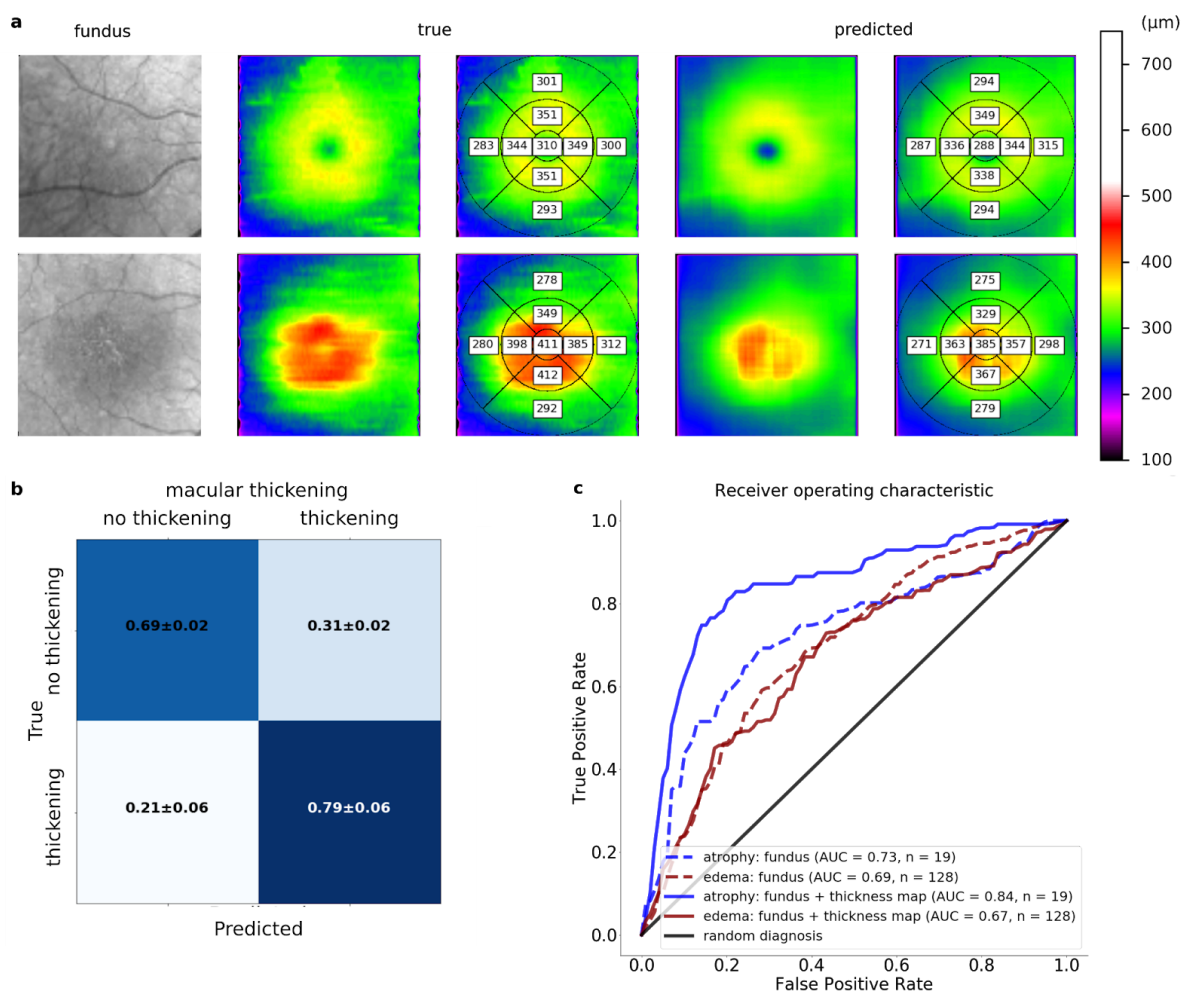 a
fundus
true
predicted
(μm)
301
351
283 344 310 349 300
351
293
294
349
287 336 288 344 315
338
294
278
349
280 398 411 385 312
412
292
275
329
271 363 385 357 298
367
279
700
600
500
400
300
200
100
b
macular thickening
no thickening thickening
True
no thickening
thickening
0.69±0.02 0.31±0.02
0.21±0.06 0.79±0.06
Predicted
c
Receiver operating characteristic
True Positive Rate
1.0
0.8
0.6
0.4
0.2
0.0
atrophy: fundus (AUC = 0.73, n = 19)
edema: fundus (AUC = 0.69, n = 128)
atrophy: fundus + thickness map (AUC = 0.84, n = 19)
edema: fundus + thickness map (AUC = 0.67, n = 128)
random diagnosis
0.0 0.2 0.4 0.6 0.8 1.0
False Positive Rate